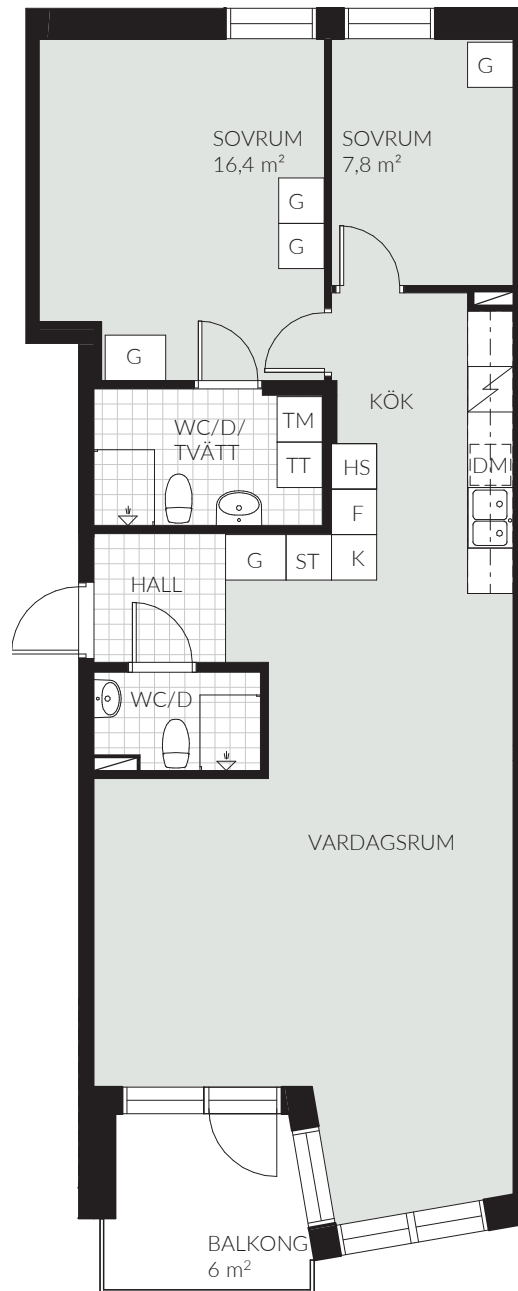 G
SOVRUM
16,4 m²
SOVRUM
7,8 m²
G
G
G
KÖK
WC/D/
TVÄTT
TM
TT
HS
DM
F
G
ST
K
HALL
WC/D
VARDAGSRUM
BALKONG
6 m²